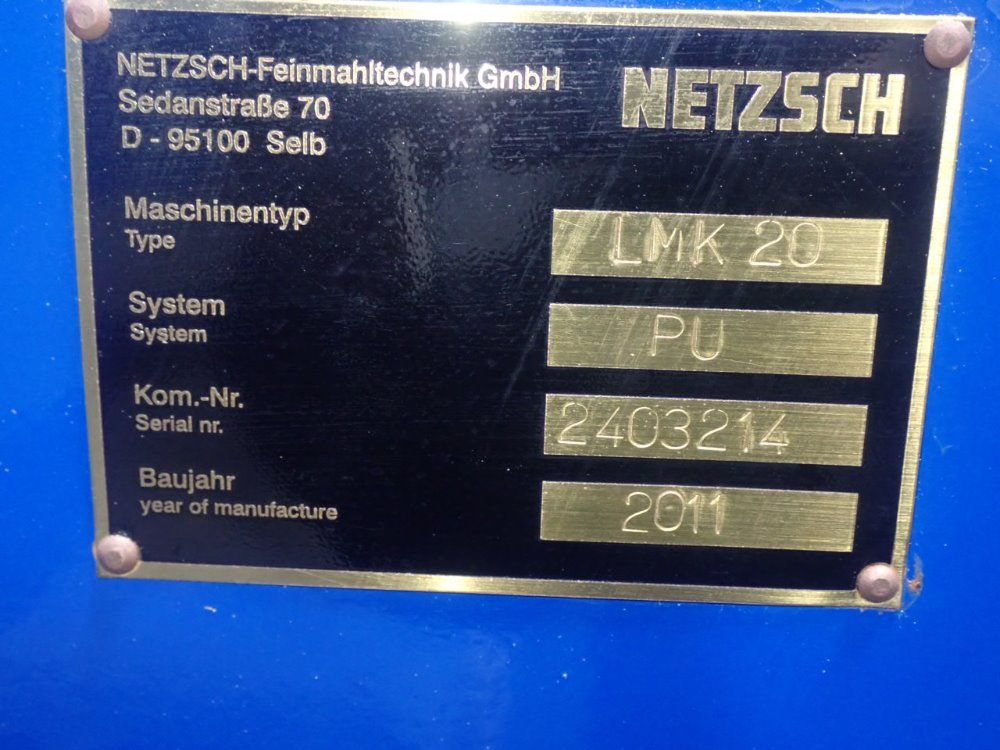 NETZSCH-Feinmahltechnik GmbH
Sedanstraße 70
D - 95100 Selb
NETZSCH
Maschinentyp
Type
LMK 20
System
System
PU
Kom.-Nr.
Serial nr.
2403214
Baujahr
year of manufacture
2011